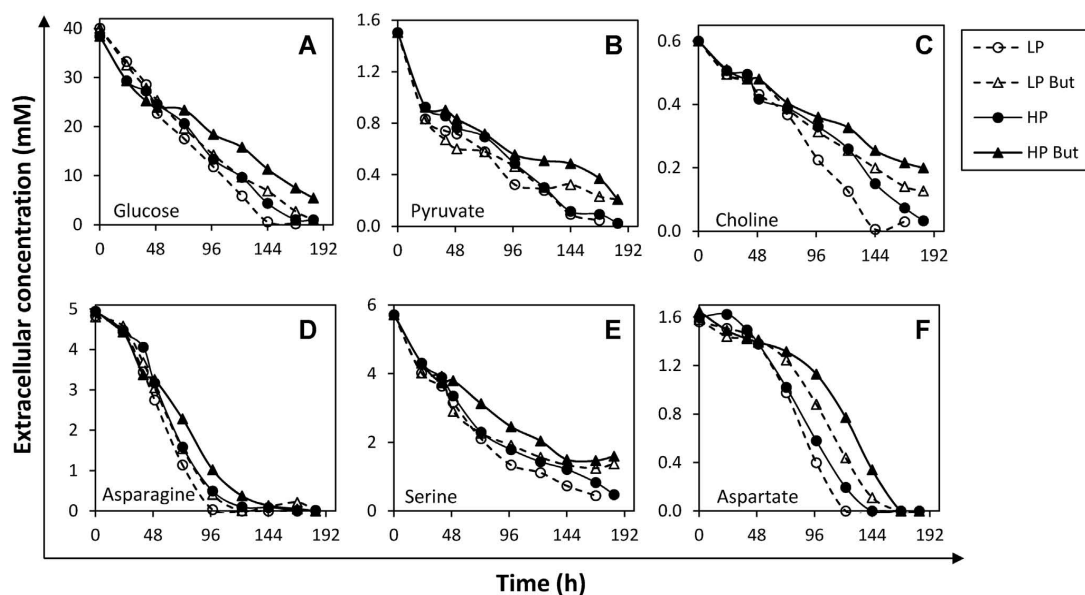 Extracellular concentration (mM)
A
40
30
20
10
0
Glucose
0 48 96 144 192
B
1.6
1.2
0.8
0.4
0.0
Pyruvate
0 48 96 144 192
C
0.6
0.4
0.2
0.0
Choline
0 48 96 144 192
LP
LP But
HP
HP But
D
5
4
3
2
1
0
Asparagine
0 48 96 144 192
E
6
4
2
0
Serine
0 48 96 144 192
F
1.6
1.2
0.8
0.4
0.0
Aspartate
0 48 96 144 192
Time (h)